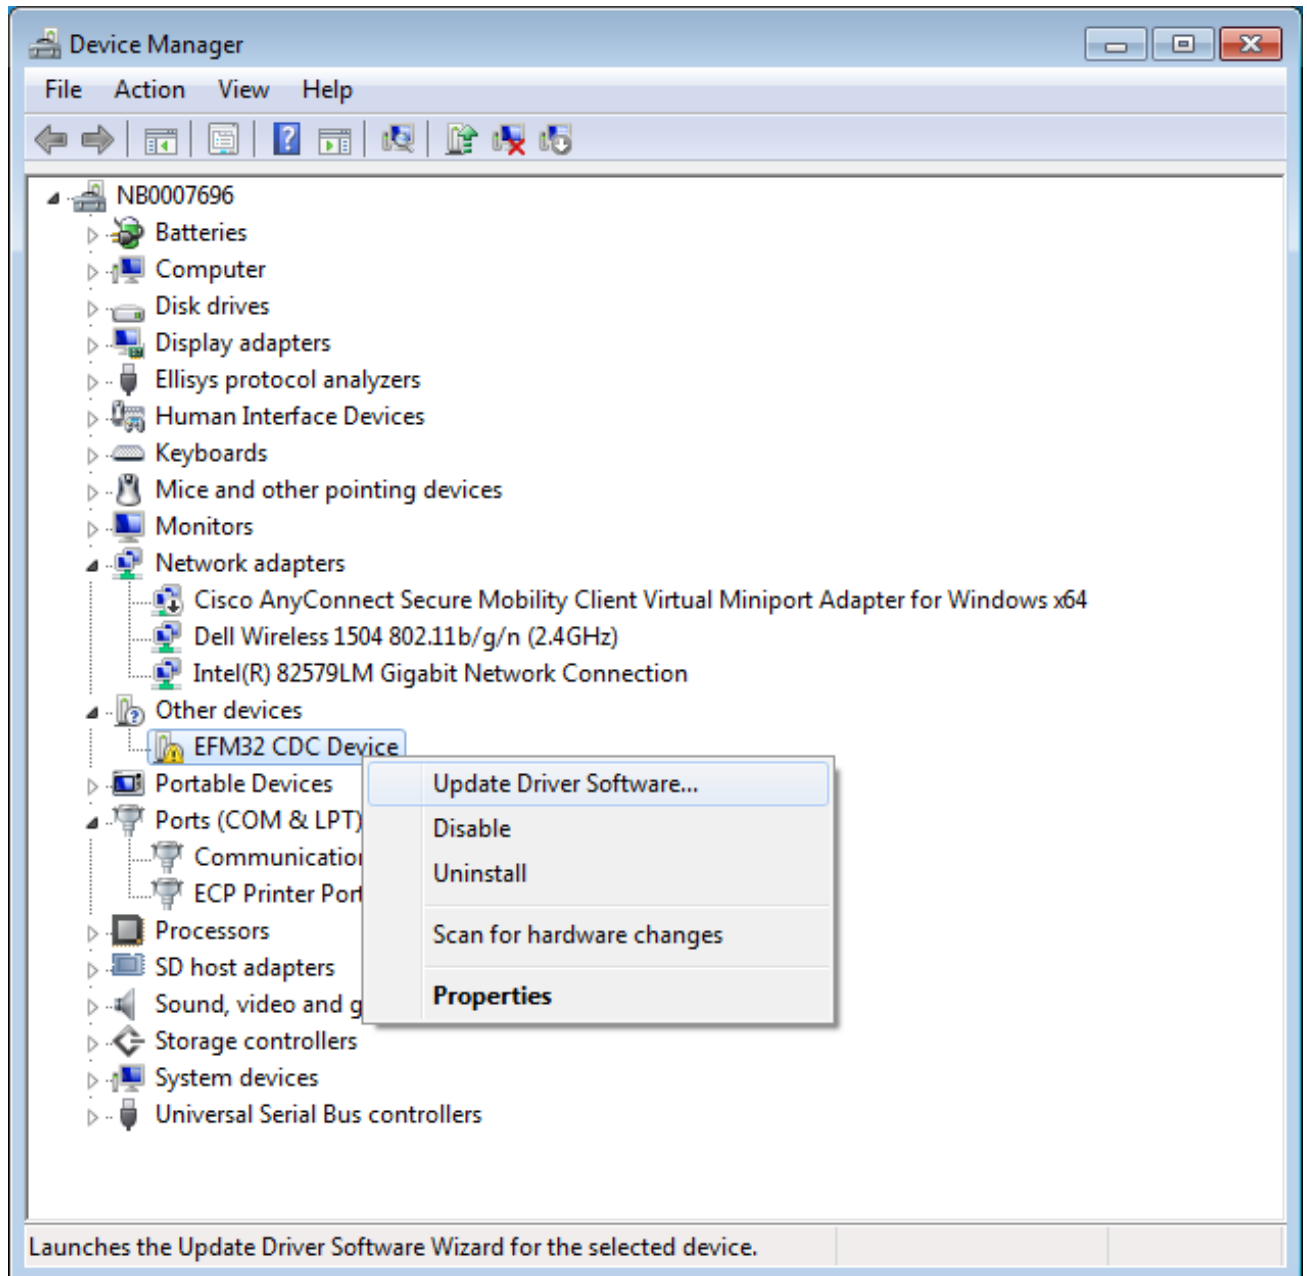 Device Manager
File Action View Help
NB0007696
Batteries
Computer
Disk drives
Display adapters
Ellisys protocol analyzers
Human Interface Devices
Keyboards
Mice and other pointing devices
Monitors
Network adapters
Cisco AnyConnect Secure Mobility Client Virtual Miniport Adapter for Windows x64
Dell Wireless 1504 802.11b/g/n (2.4GHz)
Intel(R) 82579LM Gigabit Network Connection
Other devices
EFM32 CDC Device
Portable Devices
Ports (COM & LPT)
Communicatio
ECP Printer Port
Processors
SD host adapters
Sound, video and g
Storage controllers
System devices
Universal Serial Bus controllers
Update Driver Software...
Disable
Uninstall
Scan for hardware changes
Properties
Launches the Update Driver Software Wizard for the selected device.